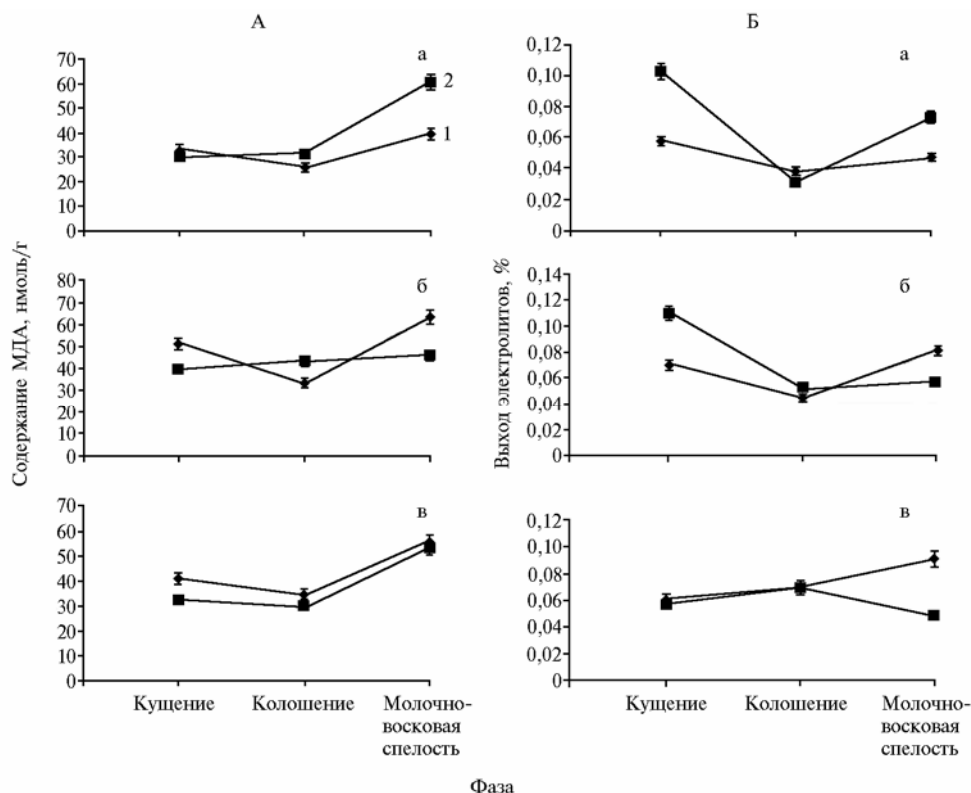 А
Б
Содержание МДА, нмоль/г
70
60
50
40
30
20
10
0
а
2
1
80
70
60
50
40
30
20
10
0
б
70
60
50
40
30
20
10
0
в
Кущение
Колошение
Молочно-
восковая
спелость
Выход электролитов, %
0,12
0,10
0,08
0,06
0,04
0,02
0
а
0,14
0,12
0,10
0,08
0,06
0,04
0,02
0
б
0,12
0,10
0,08
0,06
0,04
0,02
0
в
Кущение
Колошение
Молочно-
восковая
спелость
Фаза